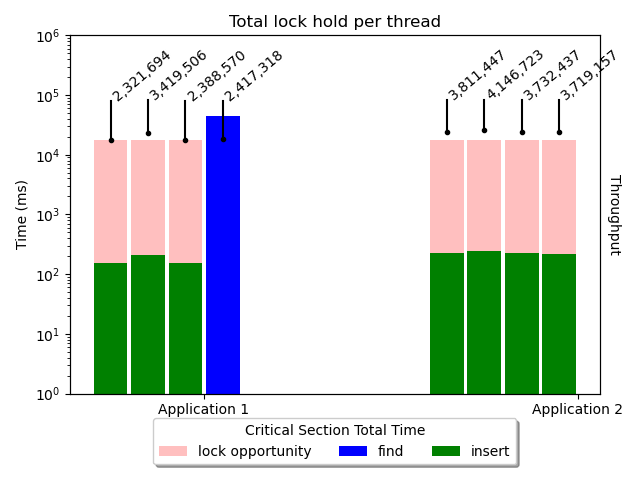 Total lock hold per thread
2,321,694
3,419,506
2,388,570
2,417,318
3,811,447
4,146,723
3,732,437
3,719,157
10^6
10^5
10^4
10^3
10^2
10^1
10^0
Time (ms)
Throughput
Application 1
Application 2
Critical Section Total Time
lock opportunity
find
insert